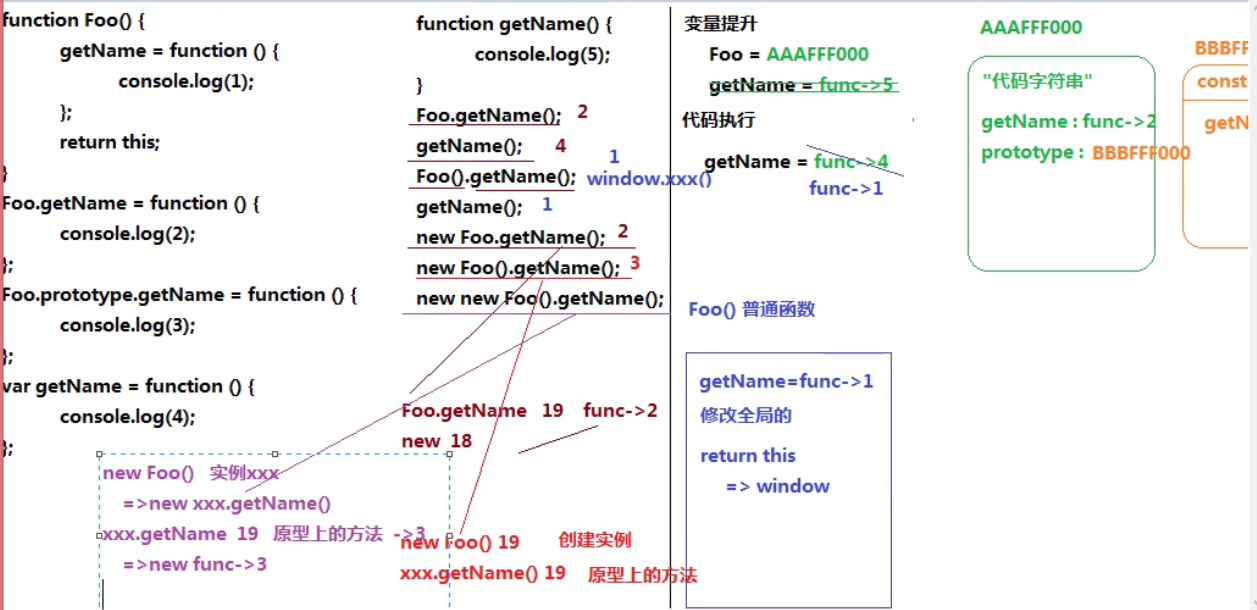 function Foo() {
getName = function () {
console.log(1);
};
return this;
}
Foo.getName = function () {
console.log(2);
};
Foo.prototype.getName = function () {
console.log(3);
};
var getName = function () {
console.log(4);
};
new Foo() 实例xxx
=>new xxx.getName()
xxx.getName 19 原型上的方法 ->3
=>new func->3
function getName() {
console.log(5);
}
Foo.getName(); 2
getName(); 4
Foo().getName(); 1 window.xxx()
getName(); 1
new Foo.getName(); 2
new Foo().getName(); 3
new new Foo().getName();
Foo.getName 19 func->2
new 18
new Foo() 19 创建实例
xxx.getName() 19 原型上的方法
变量提升
Foo = AAAFFF000
getName = func->5
代码执行
getName = func->4
func->1
Foo() 普通函数
getName=func->1
修改全局的
return this
=> window
AAAFFF000
"代码字符串"
getName : func->2
prototype : BBBFFF000
BBBFF
const
getN